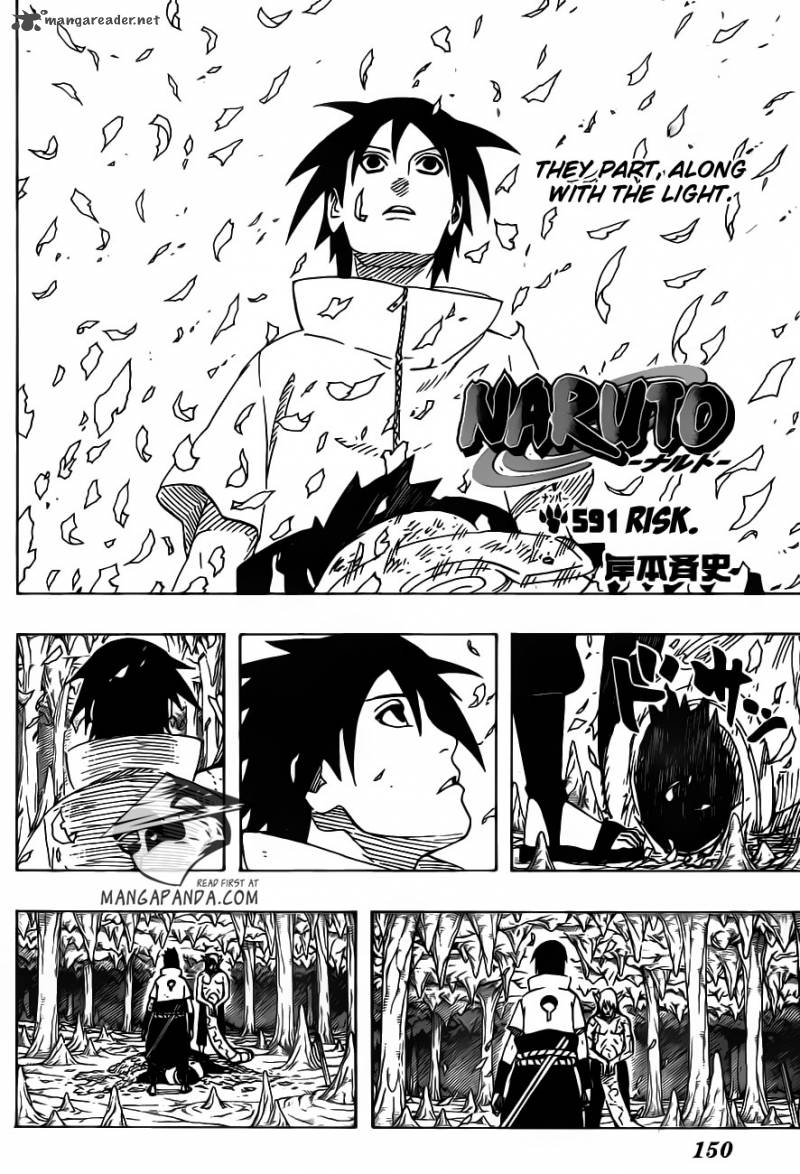 mangareader.net
THEY PART, ALONG
WITH THE LIGHT.
NARUTO
-ナルト-
ナンバー
591 RISK.
岸本斉史
ドサッ
READ FIRST AT
MANGAPANDA.COM
150